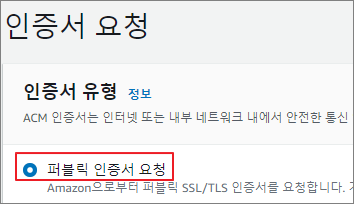 인증서 요청
인증서 유형 정보
ACM 인증서는 인터넷 또는 내부 네트워크 내에서 안전한 통신
퍼블릭 인증서 요청
Amazon으로부터 퍼블릭 SSL/TLS 인증서를 요청합니다.